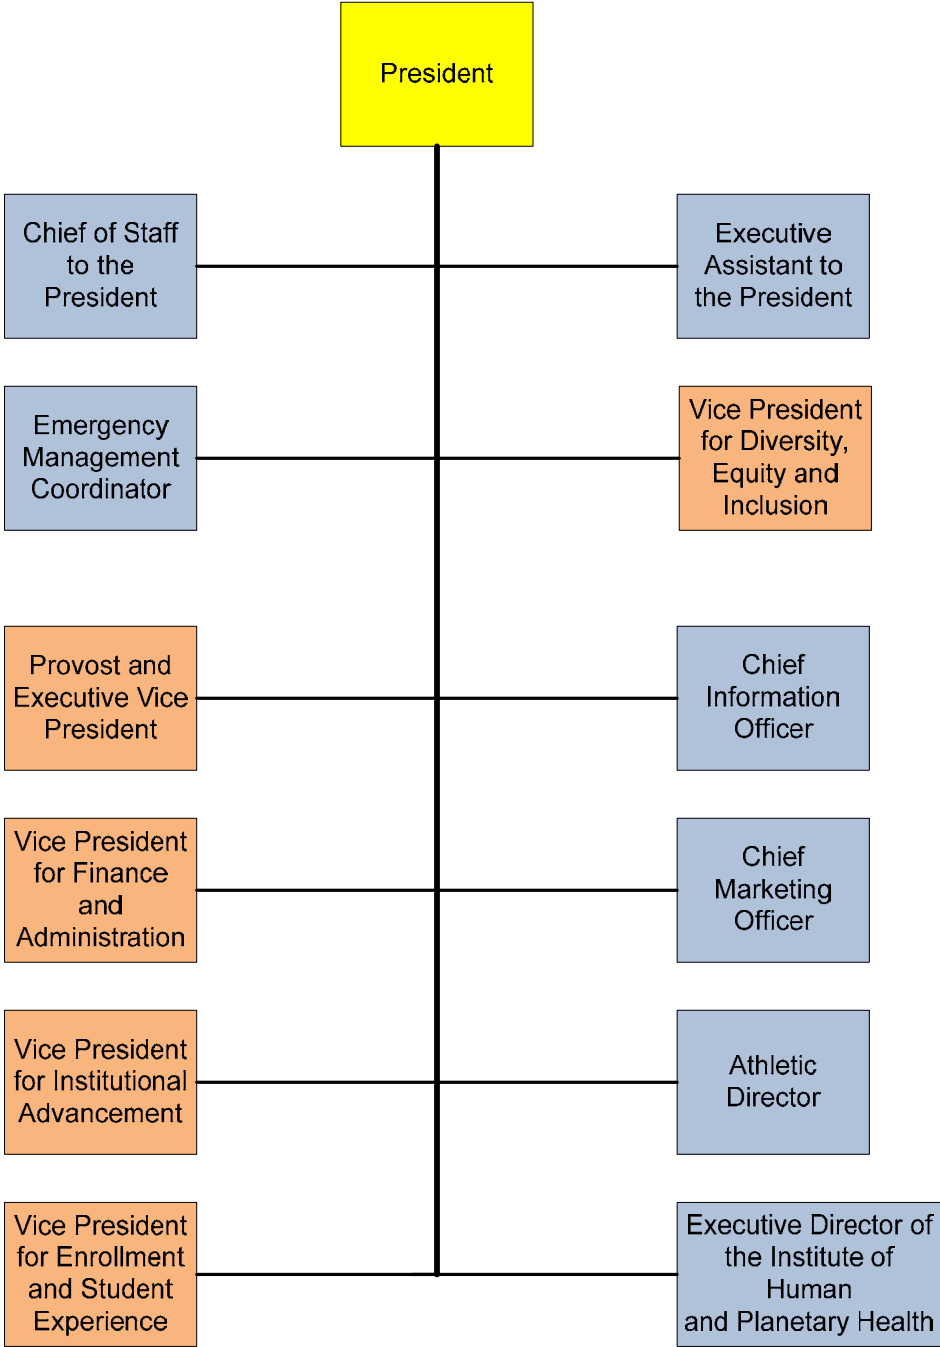 President
Chief of Staff
to the
President
Executive
Assistant to
the President
Emergency
Management
Coordinator
Vice President
for Diversity,
Equity and
Inclusion
Provost and
Executive Vice
President
Chief
Information
Officer
Vice President
for Finance
and
Administration
Chief
Marketing
Officer
Vice President
for Institutional
Advancement
Athletic
Director
Vice President
for Enrollment
and Student
Experience
Executive Director of
the Institute of
Human
and Planetary Health